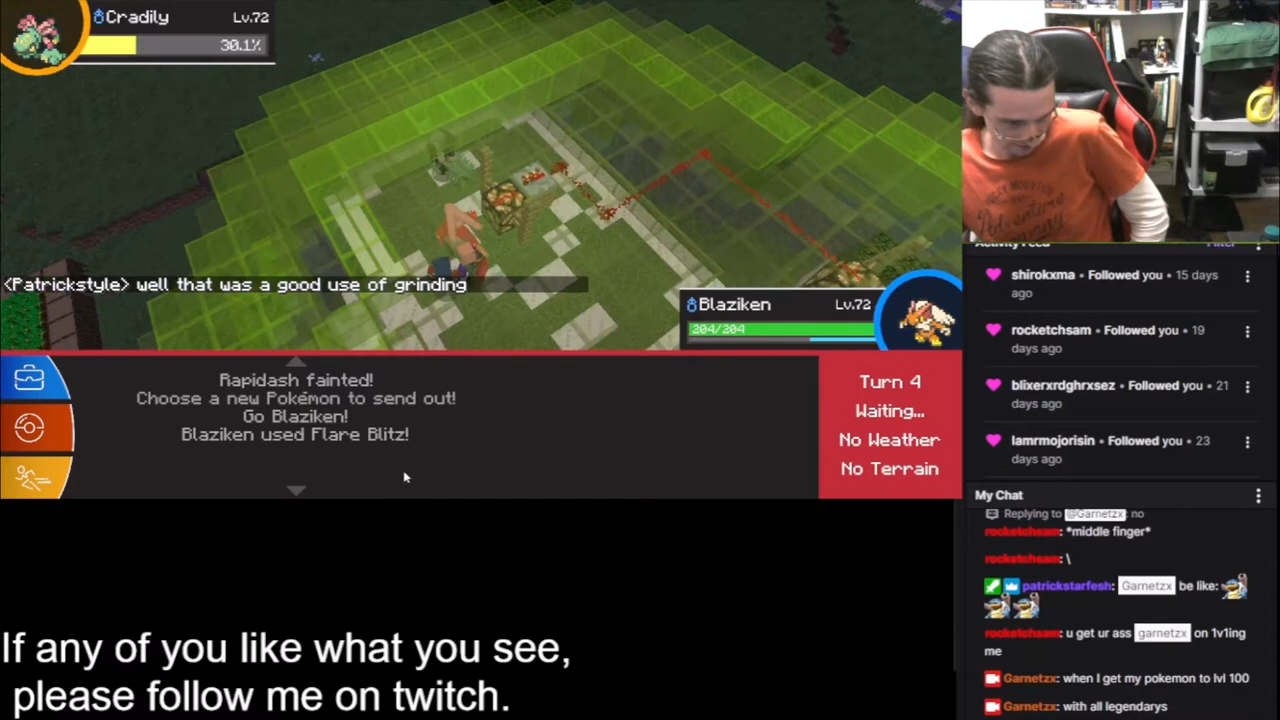 Cradily Lv.72
30.1%
<Patrickstyle> well that was a good use of grinding
Blaziken Lv.72
204/204
Rapidash fainted!
Choose a new Pokémon to send out!
Go Blaziken!
Blaziken used Flare Blitz!
Turn 4
Waiting...
No Weather
No Terrain
If any of you like what you see,
please follow me on twitch.
Activity Feed Filter
shirokxma • Followed you • 15 days
ago
rocketchsam • Followed you • 19
days ago
blixerxrdghrxsez • Followed you • 21
days ago
Iamrmojorisin • Followed you • 23
days ago
My Chat
Replying to @Garnetzx: no
rocketchsam: *middle finger*
rocketchsam: \
patrickstarfesh: Garnetzx be like:
rocketchsam: u get ur ass garnetzx on 1v1ing
me
Garnetzx: when I get my pokemon to lvl 100
Garnetzx: with all legendarys